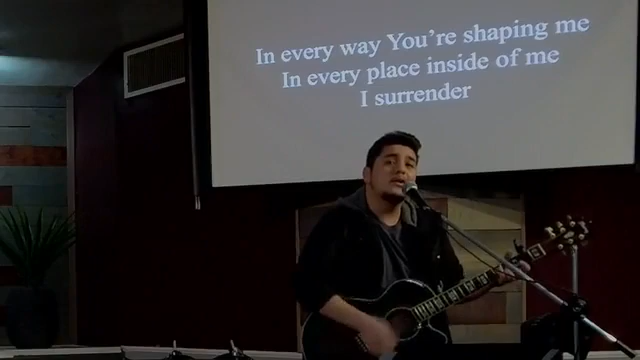 In every way You're shaping me
In every place inside of me
I surrender